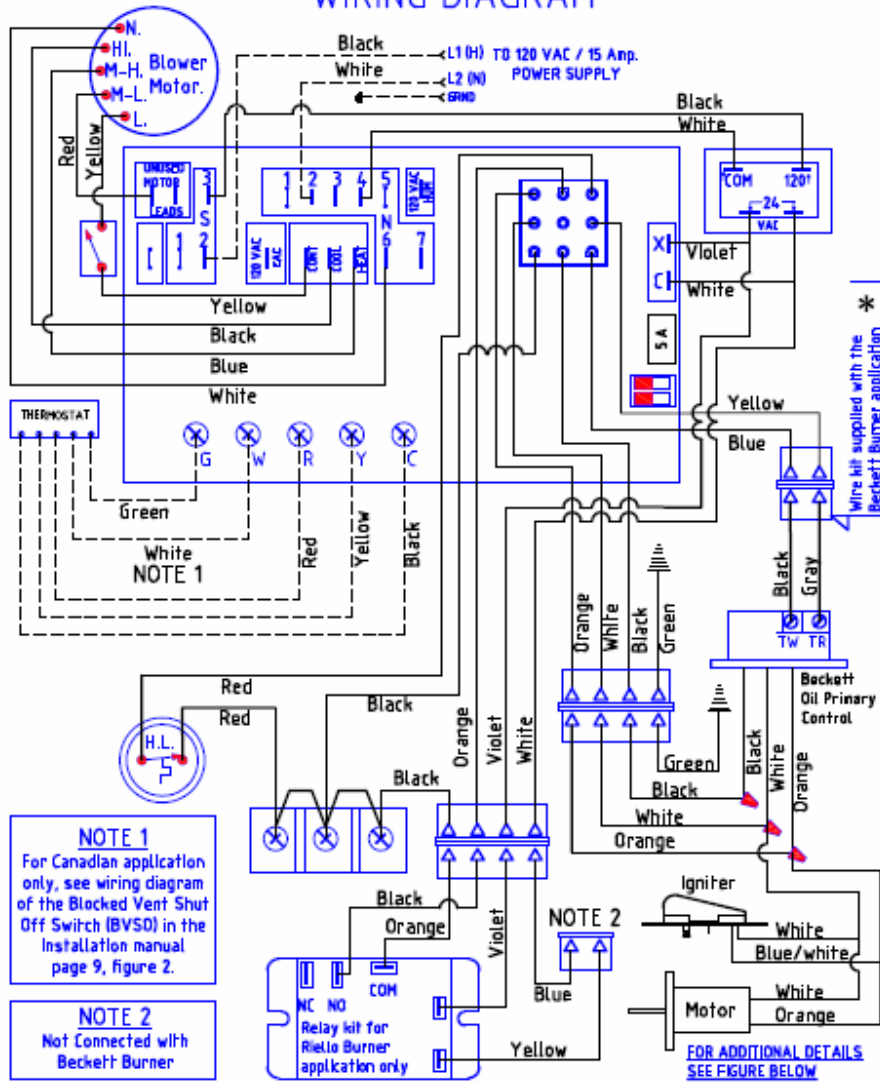 WIRING DIAGRAM
N.
HI.
M-H.
M-L.
L.
Blower
Motor.
Black
White
L1 (H) TO 120 VAC / 15 Amp.
POWER SUPPLY
L2 (N)
GRND
Red
Yellow
Black
White
UNUSED
MOTOR
LEADS
3
S
1
2
1
2
3
4
5
N
6
7
120 VAC
HUM
120 VAC
EAC
CONT
COOL
HEAT
COM
120V
24
VAC
X
C
Violet
White
5 A
Yellow
Black
Blue
White
THERMOSTAT
G
W
R
Y
C
Green
White
NOTE 1
Red
Yellow
Black
Yellow
Blue
*
Wire kit supplied with the
Beckett Burner application
Black
Gray
TW TR
Beckett
Oil Primary
Control
Orange
White
Black
Green
Red
Red
Black
H.L.
Orange
Violet
White
Black
Green
Black
White
Orange
Black
White
Orange
NOTE 1
For Canadian application
only, see wiring diagram
of the Blocked Vent Shut
Off Switch (BVSO) in the
Installation manual
page 9, figure 2.
NOTE 2
Not Connected with
Beckett Burner
Black
Orange
Violet
NC NO
COM
Relay kit for
Riello Burner
application only
NOTE 2
Blue
Yellow
Igniter
White
Blue/white
Motor
White
Orange
FOR ADDITIONAL DETAILS
SEE FIGURE BELOW